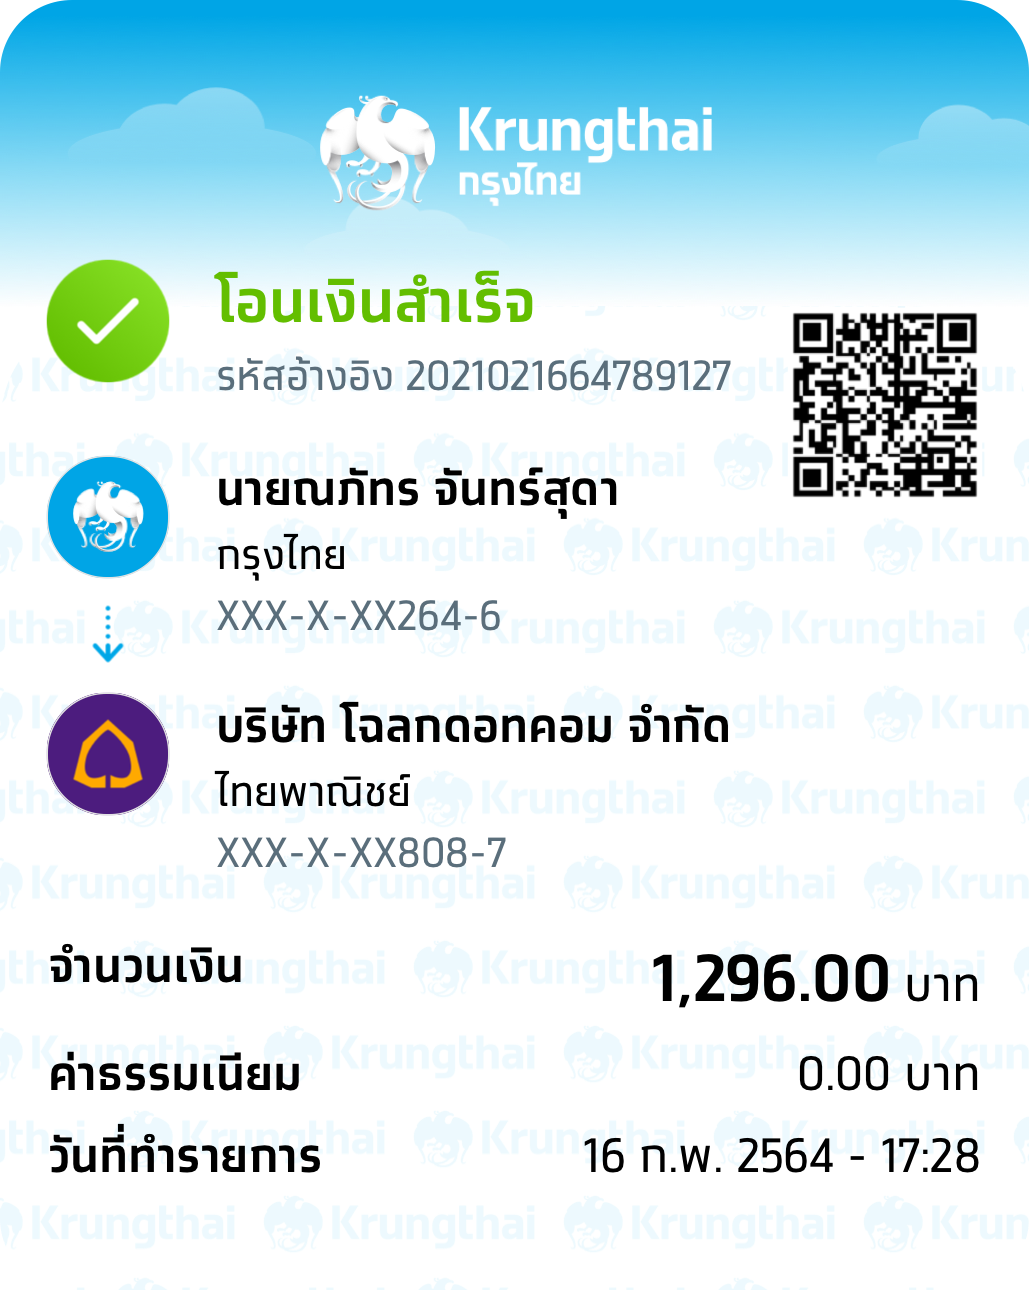 Krungthai
กรุงไทย
โอนเงินสำเร็จ
รหัสอ้างอิง 2021021664789127
นายณภัทร จันทร์สุดา
กรุงไทย
XXX-X-XX264-6
บริษัท โฉลกดอทคอม จำกัด
ไทยพาณิชย์
XXX-X-XX808-7
จำนวนเงิน 1,296.00 บาท
ค่าธรรมเนียม 0.00 บาท
วันที่ทำรายการ 16 ก.พ. 2564 - 17:28